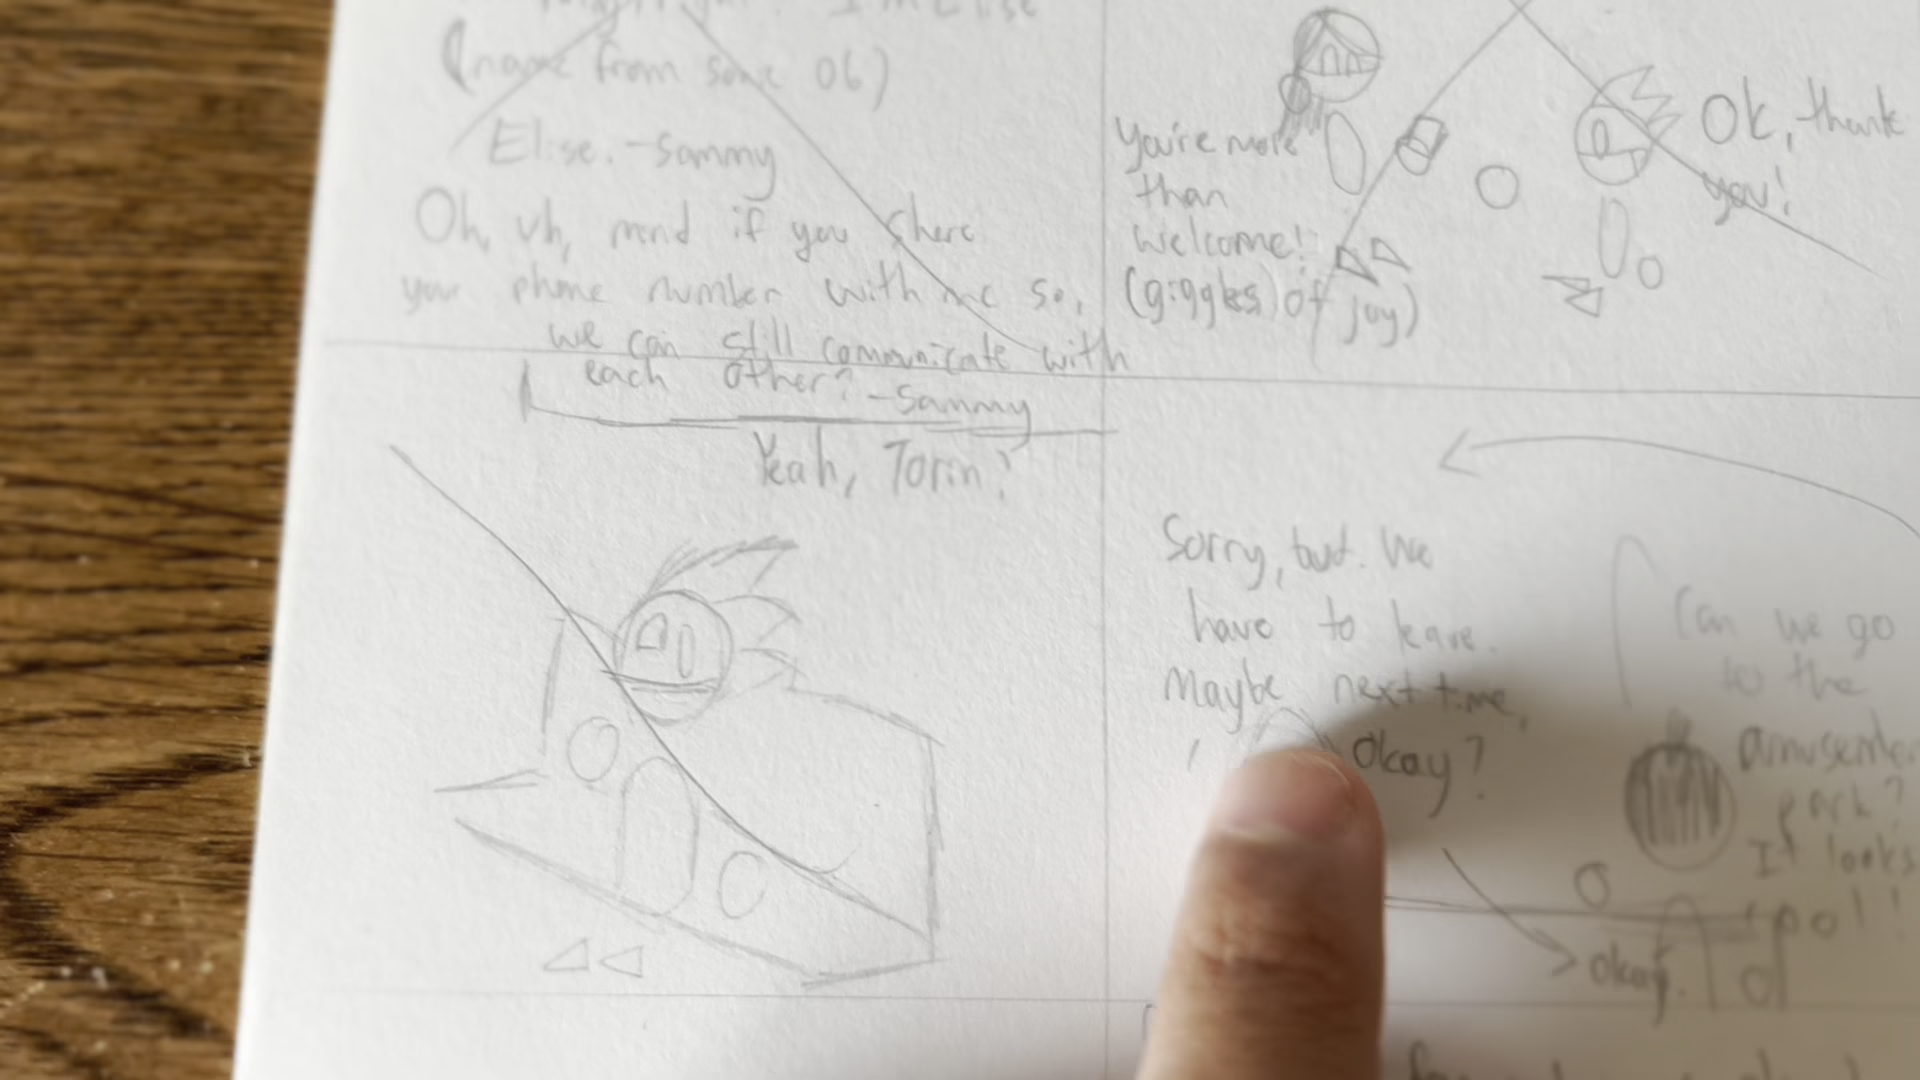 I'm Elise
(name from some 06)
Elise. -Sammy
Oh, uh, mind if you share
your phone number with me so,
we can still communicate with
each other? -Sammy
You're more
than
welcome!
(giggles of joy)
Ok, thank
you!
Yeah, Torin?
Sorry, but. We
have to leave.
Maybe next time,
okay?
Can we go
to the
amusement
park?
It looks
okay.